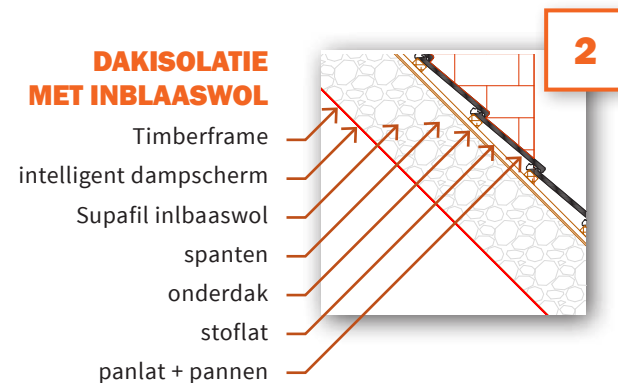 DAKISOLATIE
MET INBLAASWOL
Timberframe
intelligent dampscherm
Supafil inlbaaswol
spanten
onderdak
stoflat
panlat + pannen
2